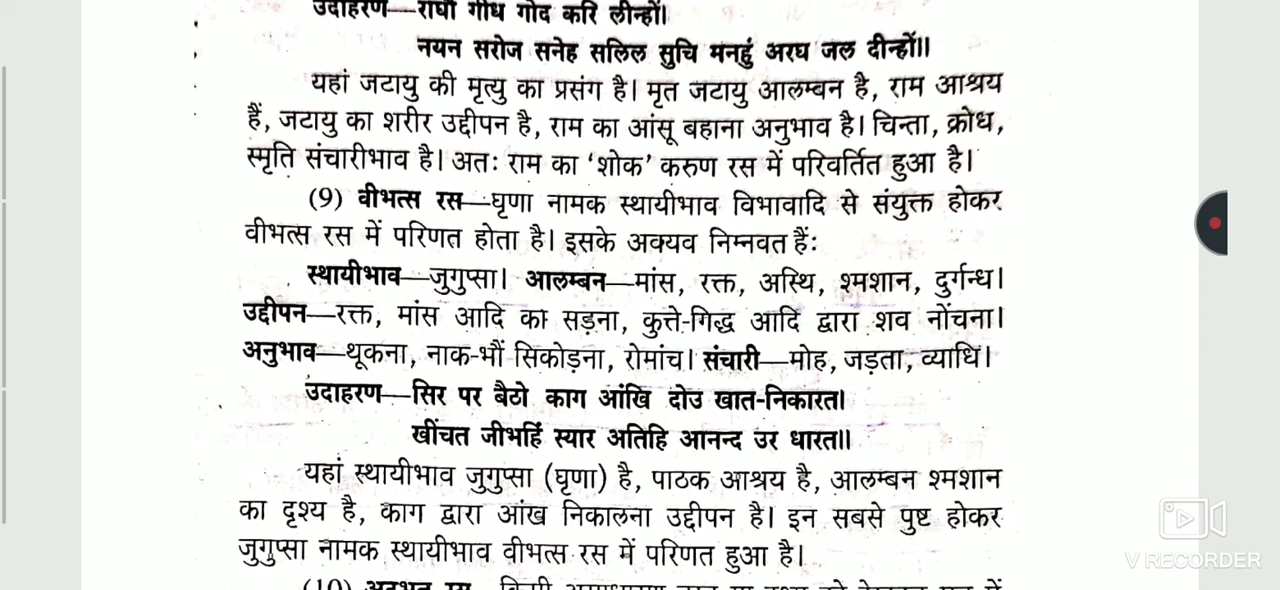 उदाहरण—राघौ गीध गोद करि लीन्हों।
नयन सरोज सनेह सलिल सुचि मनहुं अरघ जल दीन्हों॥
यहां जटायु की मृत्यु का प्रसंग है। मृत जटायु आलम्बन है, राम आश्रय
हैं, जटायु का शरीर उद्दीपन है, राम का आंसू बहाना अनुभाव है। चिन्ता, क्रोध,
स्मृति संचारीभाव है। अतः राम का ‘शोक’ करुण रस में परिवर्तित हुआ है।
(9) वीभत्स रस—घृणा नामक स्थायीभाव विभावादि से संयुक्त होकर
वीभत्स रस में परिणत होता है। इसके अवयव निम्नवत हैं:
स्थायीभाव—जुगुप्सा। आलम्बन—मांस, रक्त, अस्थि, श्मशान, दुर्गन्ध।
उद्दीपन—रक्त, मांस आदि का सड़ना, कुत्ते-गिद्ध आदि द्वारा शव नोंचना।
अनुभाव—थूकना, नाक-भौं सिकोड़ना, रोमांच। संचारी—मोह, जड़ता, व्याधि।
उदाहरण—सिर पर बैठो काग आंखि दोउ खात-निकारत।
खींचत जीभहिं स्यार अतिहि आनन्द उर धारत॥
यहां स्थायीभाव जुगुप्सा (घृणा) है, पाठक आश्रय है, आलम्बन श्मशान
का दृश्य है, काग द्वारा आंख निकालना उद्दीपन है। इन सबसे पुष्ट होकर
जुगुप्सा नामक स्थायीभाव वीभत्स रस में परिणत हुआ है।
V RECORDER